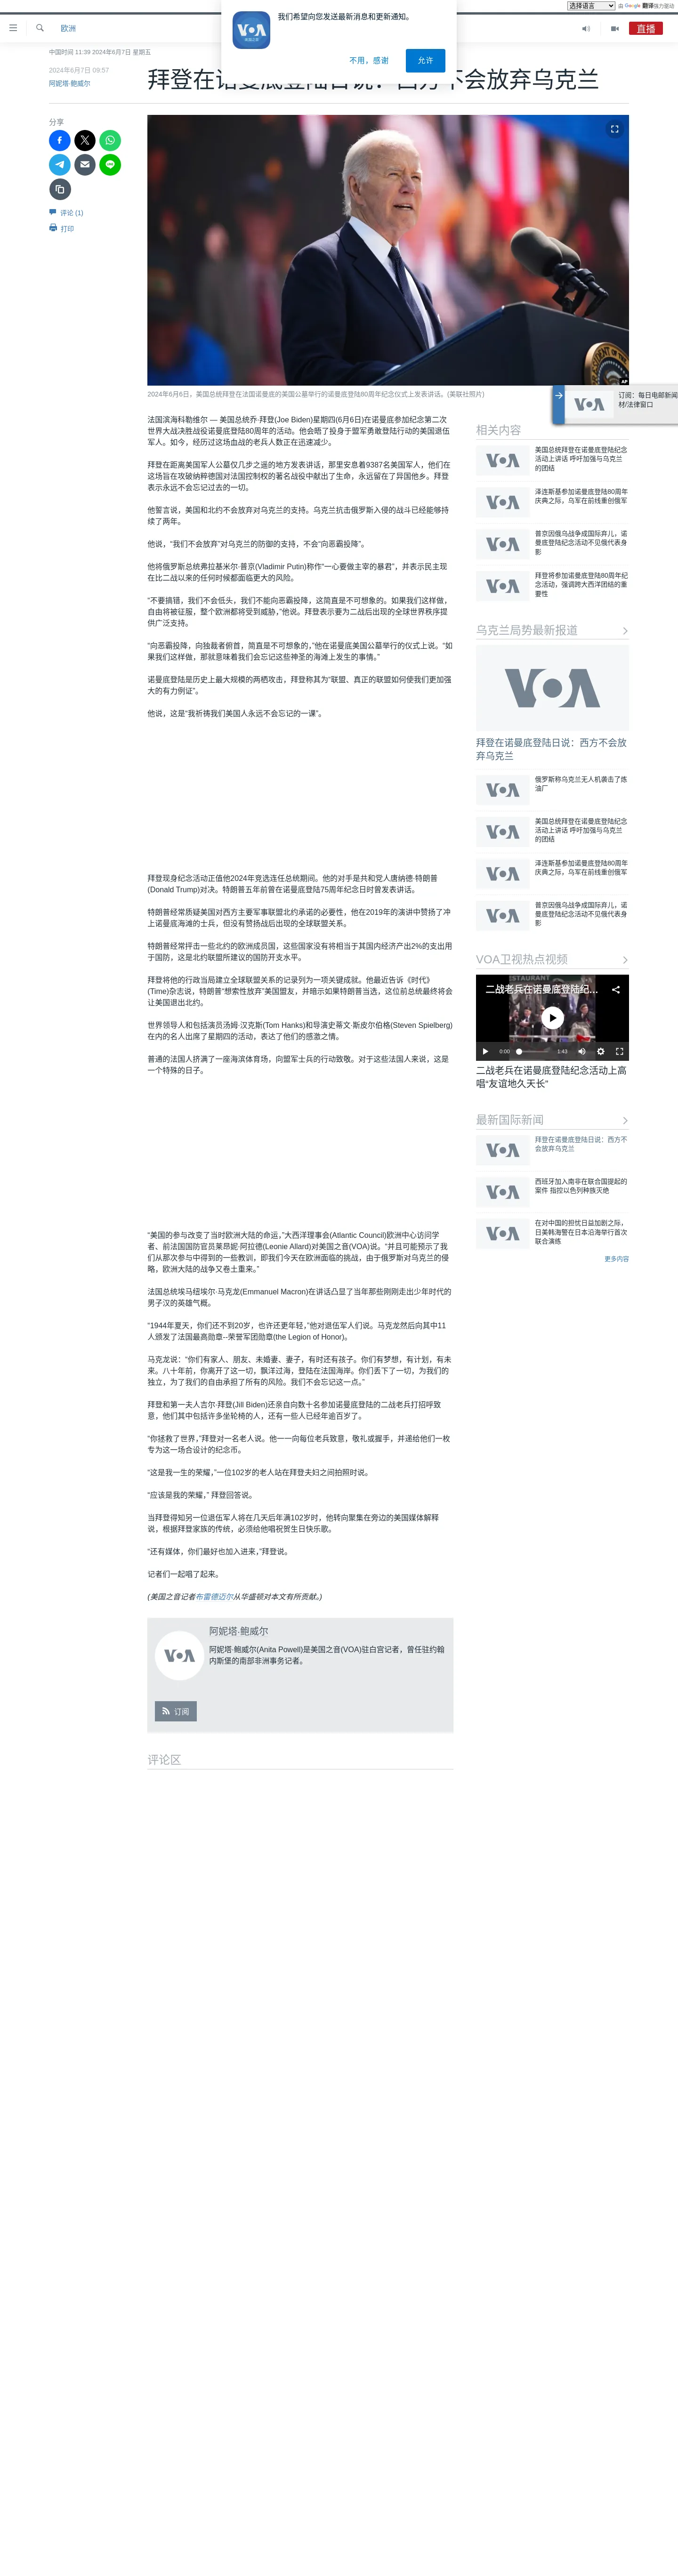 选择语言 由 Google 翻译强力驱动
我们希望向您发送最新消息和更新通知。
不用，感谢
允许
VOA
美国之音
欧洲
直播
中国时间 11:39 2024年6月7日 星期五
拜登在诺曼底登陆日说：西方不会放弃乌克兰
2024年6月7日 09:57
阿妮塔·鲍威尔
分享
评论 (1)
打印
AP
2024年6月6日，美国总统拜登在法国诺曼底的美国公墓举行的诺曼底登陆80周年纪念仪式上发表讲话。(美联社照片)
法国滨海科勒维尔 — 美国总统乔·拜登(Joe Biden)星期四(6月6日)在诺曼底参加纪念第二次
世界大战决胜战役诺曼底登陆80周年的活动。他会晤了投身于盟军勇敢登陆行动的美国退伍
军人。如今，经历过这场血战的老兵人数正在迅速减少。
拜登在距离美国军人公墓仅几步之遥的地方发表讲话，那里安息着9387名美国军人，他们在
这场旨在攻破纳粹德国对法国控制权的著名战役中献出了生命，永远留在了异国他乡。拜登
表示永远不会忘记过去的一切。
他誓言说，美国和北约不会放弃对乌克兰的支持。乌克兰抗击俄罗斯入侵的战斗已经能够持
续了两年。
他说，“我们不会放弃”对乌克兰的防御的支持，不会“向恶霸投降”。
他将俄罗斯总统弗拉基米尔·普京(Vladimir Putin)称作“一心要做主宰的暴君”，并表示民主现
在比二战以来的任何时候都面临更大的风险。
“不要搞错，我们不会低头，我们不能向恶霸投降，这简直是不可想象的。如果我们这样做，
自由将被征服，整个欧洲都将受到威胁，”他说。拜登表示要为二战后出现的全球世界秩序提
供广泛支持。
“向恶霸投降，向独裁者俯首，简直是不可想象的，”他在诺曼底美国公墓举行的仪式上说。“如
果我们这样做，那就意味着我们会忘记这些神圣的海滩上发生的事情。”
诺曼底登陆是历史上最大规模的两栖攻击，拜登称其为“联盟、真正的联盟如何使我们更加强
大的有力例证”。
他说，这是“我祈祷我们美国人永远不会忘记的一课”。
拜登现身纪念活动正值他2024年竞选连任总统期间。他的对手是共和党人唐纳德·特朗普
(Donald Trump)对决。特朗普五年前曾在诺曼底登陆75周年纪念日时曾发表讲话。
特朗普经常质疑美国对西方主要军事联盟北约承诺的必要性，他在2019年的演讲中赞扬了冲
上诺曼底海滩的士兵，但没有赞扬战后出现的全球联盟关系。
特朗普经常抨击一些北约的欧洲成员国，这些国家没有将相当于其国内经济产出2%的支出用
于国防，这是北约联盟所建议的国防开支水平。
拜登将他的行政当局建立全球联盟关系的记录列为一项关键成就。他最近告诉《时代》
(Time)杂志说，特朗普“想索性放弃”美国盟友，并暗示如果特朗普当选，这位前总统最终将会
让美国退出北约。
世界领导人和包括演员汤姆·汉克斯(Tom Hanks)和导演史蒂文·斯皮尔伯格(Steven Spielberg)
在内的名人出席了星期四的活动，表达了他们的感激之情。
普通的法国人挤满了一座海滨体育场，向盟军士兵的行动致敬。对于这些法国人来说，这是
一个特殊的日子。
“美国的参与改变了当时欧洲大陆的命运，”大西洋理事会(Atlantic Council)欧洲中心访问学
者、前法国国防官员莱昂妮·阿拉德(Leonie Allard)对美国之音(VOA)说。“并且可能预示了我
们从那次参与中得到的一些教训，即我们今天在欧洲面临的挑战，由于俄罗斯对乌克兰的侵
略，欧洲大陆的战争又卷土重来。”
法国总统埃马纽埃尔·马克龙(Emmanuel Macron)在讲话凸显了当年那些刚刚走出少年时代的
男子汉的英雄气概。
“1944年夏天，你们还不到20岁，也许还更年轻，”他对退伍军人们说。马克龙然后向其中11
人颁发了法国最高勋章--荣誉军团勋章(the Legion of Honor)。
马克龙说：“你们有家人、朋友、未婚妻、妻子，有时还有孩子。你们有梦想，有计划，有未
来。八十年前，你离开了这一切，飘洋过海，登陆在法国海岸。你们丢下了一切，为我们的
独立，为了我们的自由承担了所有的风险。我们不会忘记这一点。”
拜登和第一夫人吉尔·拜登(Jill Biden)还亲自向数十名参加诺曼底登陆的二战老兵打招呼致
意，他们其中包括许多坐轮椅的人，还有一些人已经年逾百岁了。
“你拯救了世界，”拜登对一名老人说。他一一向每位老兵致意，敬礼或握手，并递给他们一枚
专为这一场合设计的纪念币。
“这是我一生的荣耀，”一位102岁的老人站在拜登夫妇之间拍照时说。
“应该是我的荣耀，” 拜登回答说。
当拜登得知另一位退伍军人将在几天后年满102岁时，他转向聚集在旁边的美国媒体解释
说，根据拜登家族的传统，必须给他唱祝贺生日快乐歌。
“还有媒体，你们最好也加入进来，”拜登说。
记者们一起唱了起来。
(美国之音记者布雷德迈尔从华盛顿对本文有所贡献。)
VOA
阿妮塔·鲍威尔
阿妮塔·鲍威尔(Anita Powell)是美国之音(VOA)驻白宫记者，曾任驻约翰
内斯堡的南部非洲事务记者。
订阅
评论区
VOA
订阅：每日电邮新闻
材/法律窗口
相关内容
VOA
美国总统拜登在诺曼底登陆纪念
活动上讲话 呼吁加强与乌克兰
的团结
VOA
泽连斯基参加诺曼底登陆80周年
庆典之际，乌军在前线重创俄军
VOA
普京因俄乌战争成国际弃儿，诺
曼底登陆纪念活动不见俄代表身
影
VOA
拜登将参加诺曼底登陆80周年纪
念活动，强调跨大西洋团结的重
要性
乌克兰局势最新报道
VOA
拜登在诺曼底登陆日说：西方不会放
弃乌克兰
VOA
俄罗斯称乌克兰无人机袭击了炼
油厂
VOA
美国总统拜登在诺曼底登陆纪念
活动上讲话 呼吁加强与乌克兰
的团结
VOA
泽连斯基参加诺曼底登陆80周年
庆典之际，乌军在前线重创俄军
VOA
普京因俄乌战争成国际弃儿，诺
曼底登陆纪念活动不见俄代表身
影
VOA卫视热点视频
STAURANT
二战老兵在诺曼底登陆纪...
0:00 1:43
二战老兵在诺曼底登陆纪念活动上高
唱“友谊地久天长”
最新国际新闻
VOA
拜登在诺曼底登陆日说：西方不
会放弃乌克兰
VOA
西班牙加入南非在联合国提起的
案件 指控以色列种族灭绝
VOA
在对中国的担忧日益加剧之际，
日美韩海警在日本沿海举行首次
联合演练
更多内容